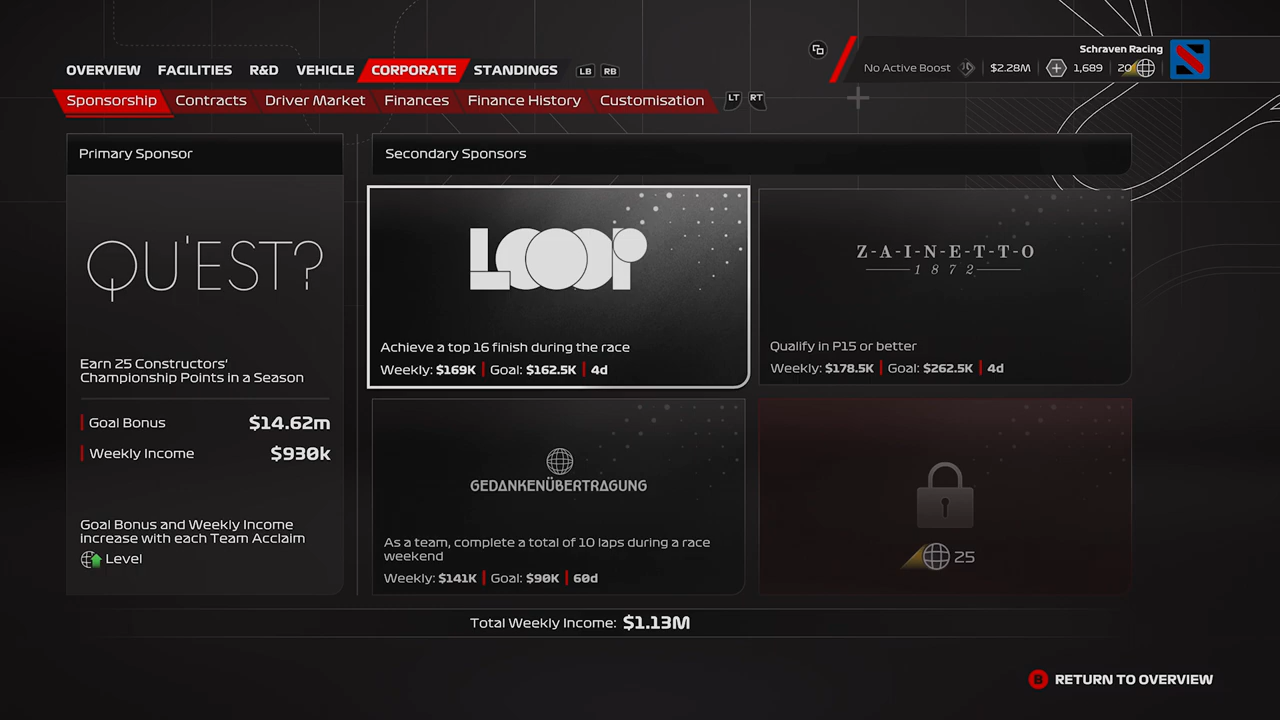 Schraven Racing
OVERVIEW FACILITIES R&D VEHICLE CORPORATE STANDINGS LB RB
No Active Boost $2.28M 1,689 20
Sponsorship Contracts Driver Market Finances Finance History Customisation LT RT
Primary Sponsor
QU'EST?
Earn 25 Constructors'
Championship Points in a Season
Goal Bonus $14.62m
Weekly Income $930k
Goal Bonus and Weekly Income
increase with each Team Acclaim
Level
Secondary Sponsors
LOOP
Achieve a top 16 finish during the race
Weekly: $169K Goal: $162.5K 4d
Z-A-I-N-E-T-T-O
1872
Qualify in P15 or better
Weekly: $178.5K Goal: $262.5K 4d
GEDANKENÜBERTRAGUNG
As a team, complete a total of 10 laps during a race
weekend
Weekly: $141K Goal: $90K 60d
25
Total Weekly Income: $1.13M
B RETURN TO OVERVIEW